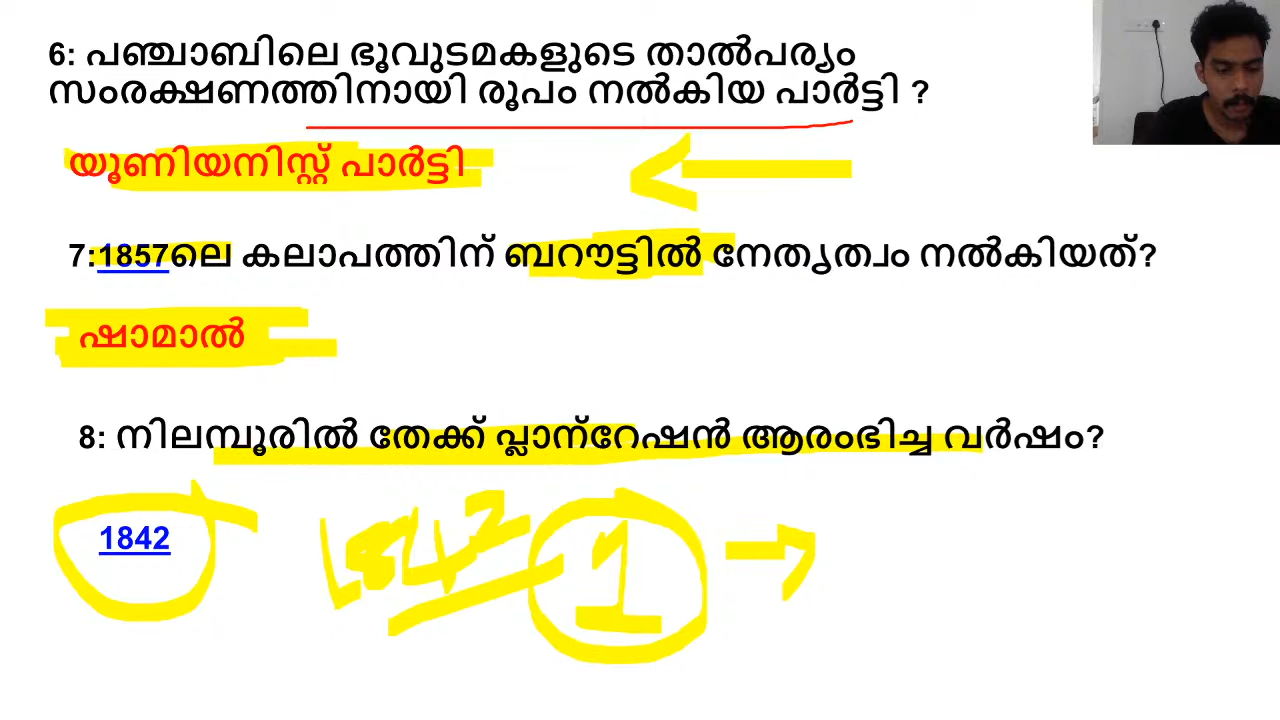 6: പഞ്ചാബിലെ ഭൂവുടമകളുടെ താൽപര്യം
സംരക്ഷണത്തിനായി രൂപം നൽകിയ പാർട്ടി ?
യൂണിയനിസ്റ്റ് പാർട്ടി
7:1857ലെ കലാപത്തിന് ബറൗട്ടിൽ നേതൃത്വം നൽകിയത്?
ഷാമാൽ
8: നിലമ്പൂരിൽ തേക്ക് പ്ലാന്റേഷൻ ആരംഭിച്ച വർഷം?
1842
1842 1